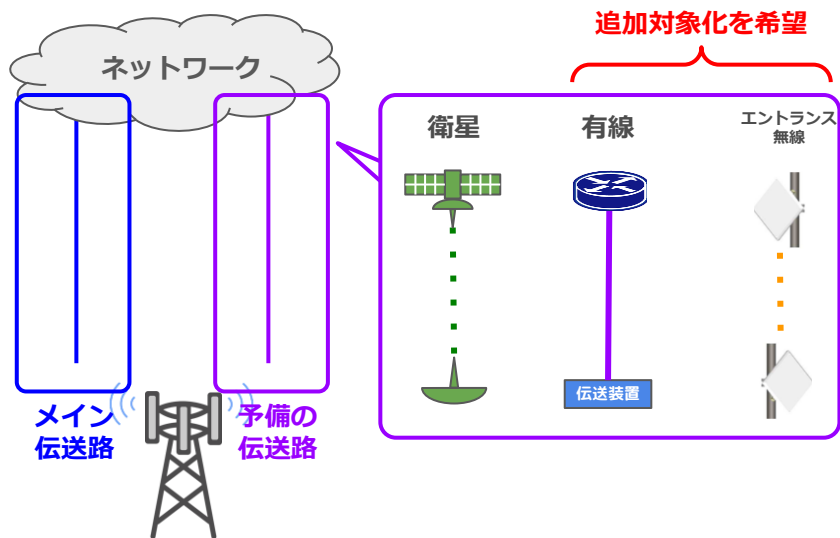 追加対象化を希望
ネットワーク
衛星
有線
エントランス
無線
伝送装置
メイン
伝送路
予備の
伝送路